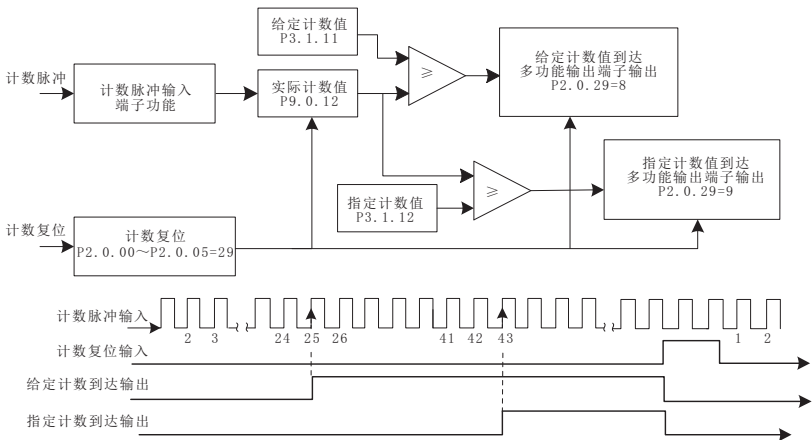 给定计数值
P3.1.11
给定计数值到达
多功能输出端子输出
P2.0.29=8
计数脉冲
计数脉冲输入
端子功能
实际计数值
P9.0.12
≥
指定计数值到达
多功能输出端子输出
P2.0.29=9
≥
指定计数值
P3.1.12
计数复位
计数复位
P2.0.00～P2.0.05=29
计数脉冲输入
2 3 24 25 26 41 42 43 1 2
计数复位输入
给定计数到达输出
指定计数到达输出